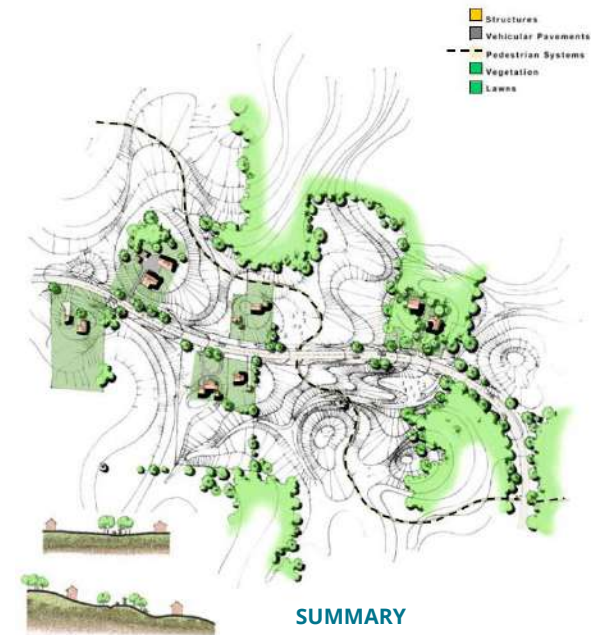 Structures
Vehicular Pavements
Pedestrian Systems
Vegetation
Lawns
SUMMARY